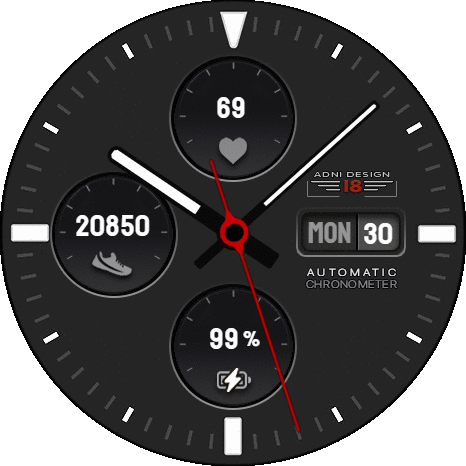 69
ADNI DESIGN
18
20850
MON 30
AUTOMATIC
CHRONOMETER
99%